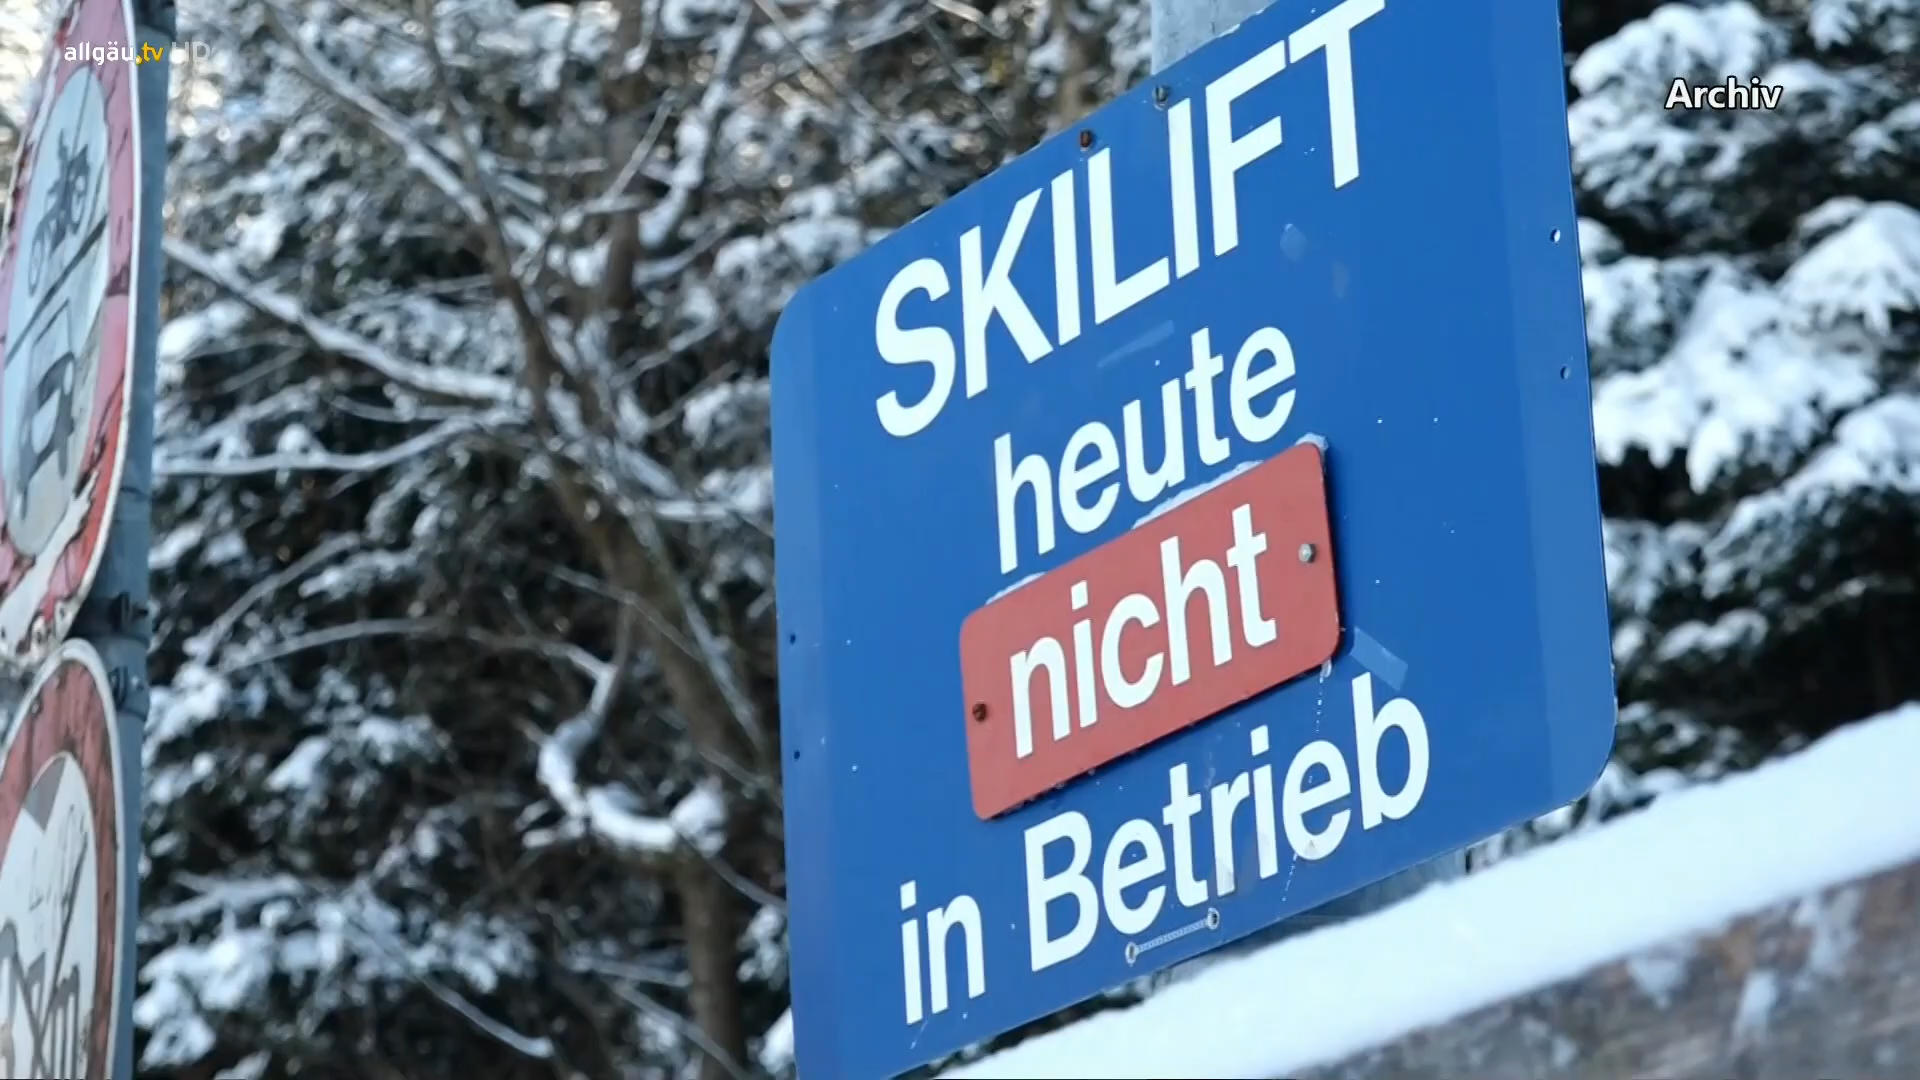 allgäu.tv HD
Archiv
SKILIFT
heute
nicht
in Betrieb